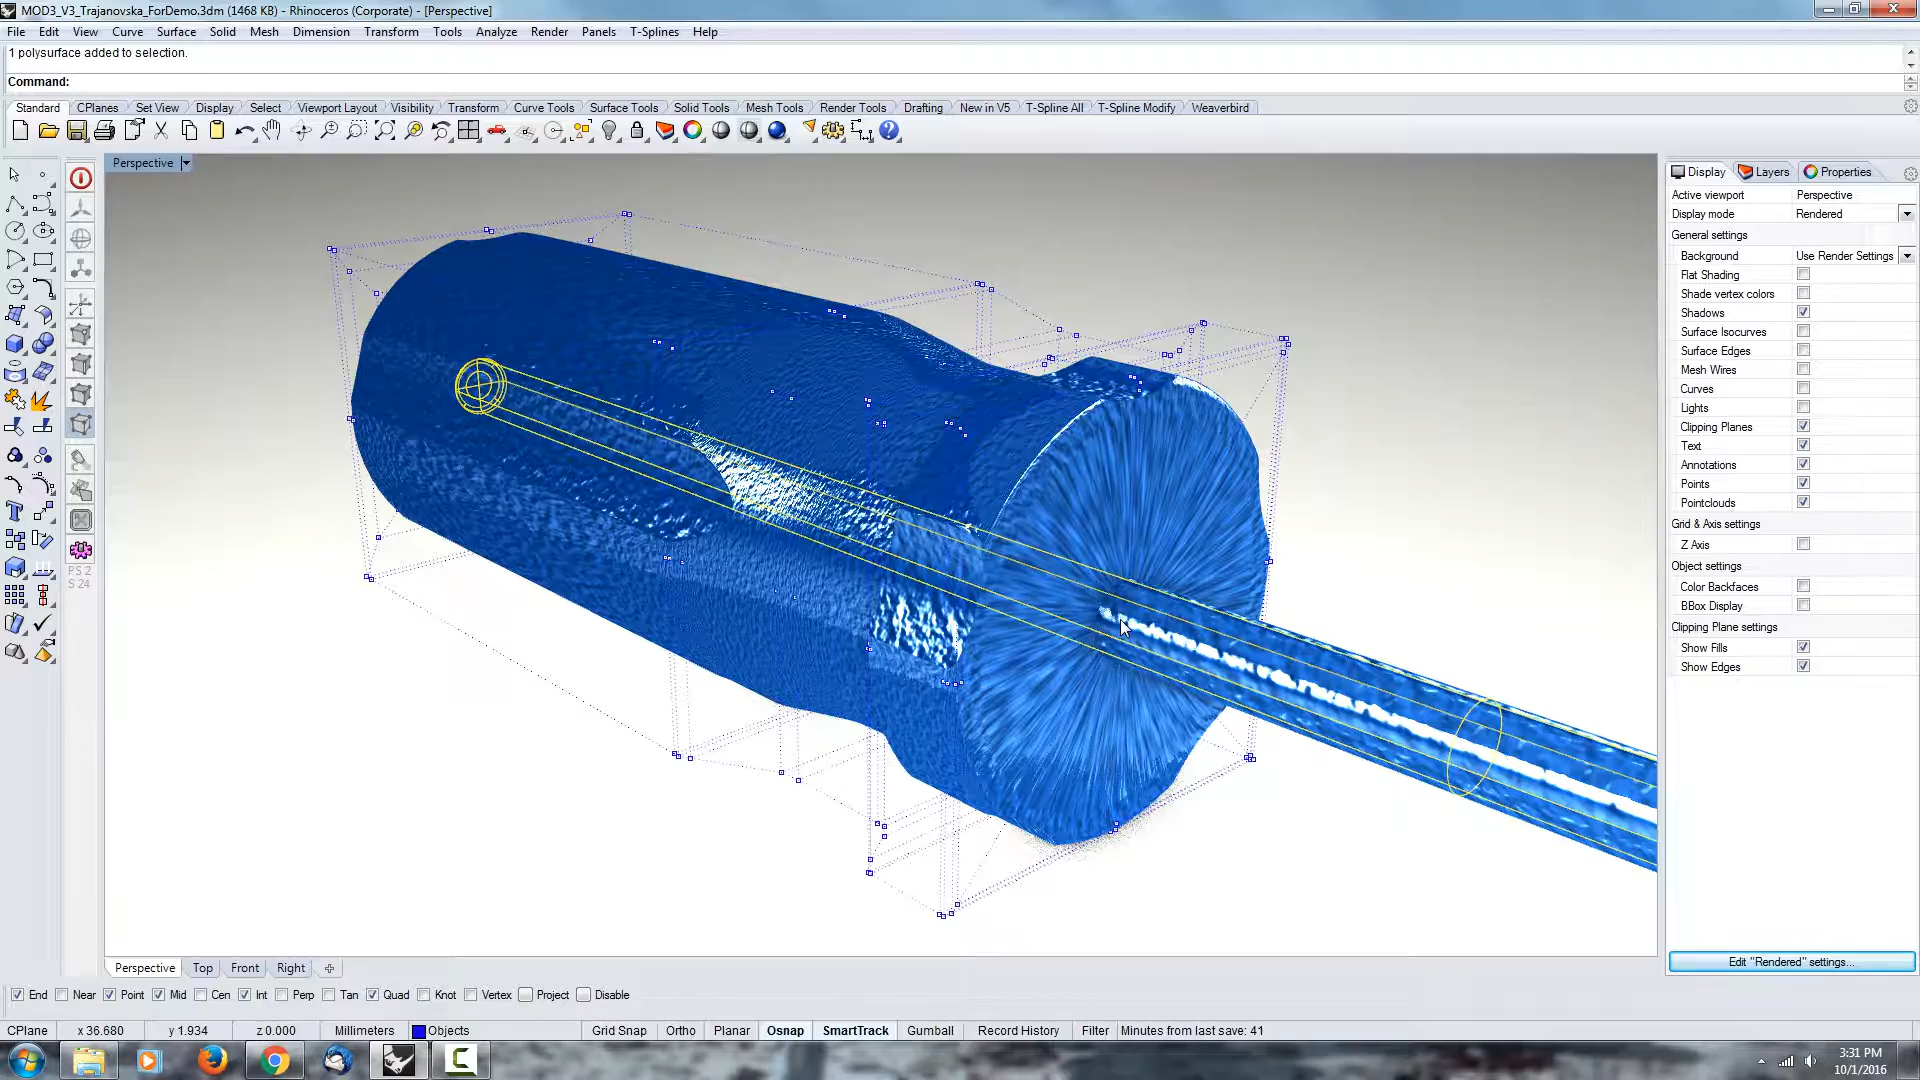 MOD3_V3_Trajanovska_ForDemo.3dm (1468 KB) - Rhinoceros (Corporate) - [Perspective]
File Edit View Curve Surface Solid Mesh Dimension Transform Tools Analyze Render Panels T-Splines Help
1 polysurface added to selection.
Command:
Standard CPlanes Set View Display Select Viewport Layout Visibility Transform Curve Tools Surface Tools Solid Tools Mesh Tools Render Tools Drafting New in V5 T-Spline All T-Spline Modify Weaverbird
Perspective
Display Layers Properties
Active viewport Perspective
Display mode Rendered
General settings
Background Use Render Settings
Flat Shading
Shade vertex colors
Shadows
Surface Isocurves
Surface Edges
Mesh Wires
Curves
Lights
Clipping Planes
Text
Annotations
Points
Pointclouds
Grid & Axis settings
Z Axis
Object settings
Color Backfaces
BBox Display
Clipping Plane settings
Show Fills
Show Edges
PS 2
S 24
Edit "Rendered" settings...
Perspective Top Front Right
End Near Point Mid Cen Int Perp Tan Quad Knot Vertex Project Disable
CPlane x 36.680 y 1.934 z 0.000 Millimeters Objects Grid Snap Ortho Planar Osnap SmartTrack Gumball Record History Filter Minutes from last save: 41
3:31 PM
10/1/2016